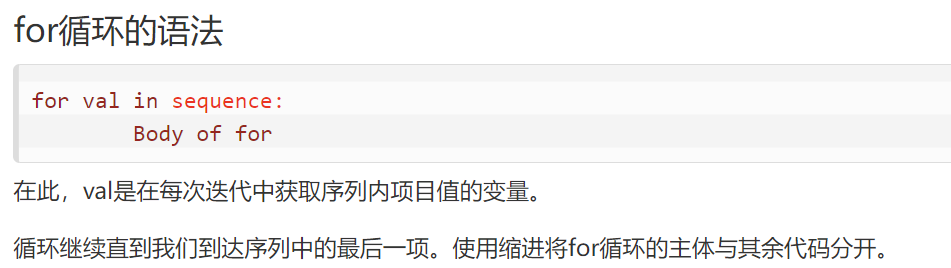 for循环的语法
for val in sequence:
        Body of for
在此，val是在每次迭代中获取序列内项目值的变量。
循环继续直到我们到达序列中的最后一项。使用缩进将for循环的主体与其余代码分开。